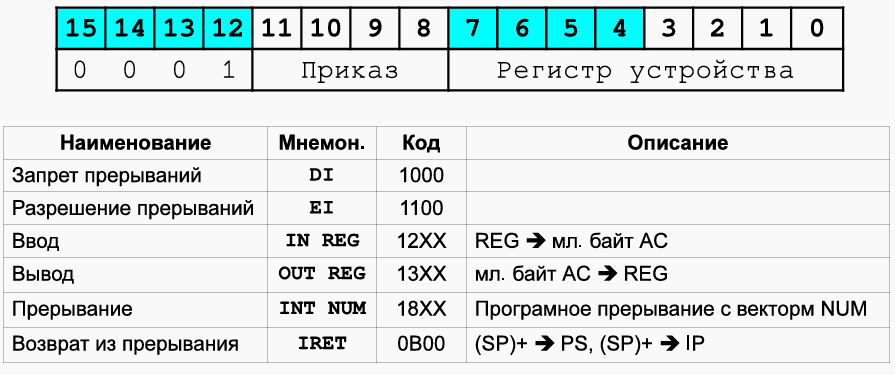 15 14 13 12 11 10 9 8 7 6 5 4 3 2 1 0
0 0 0 1 Приказ Регистр устройства
Наименование Мнемон. Код Описание
Запрет прерываний DI 1000
Разрешение прерываний EI 1100
Ввод IN REG 12XX REG 🡺 мл. байт AC
Вывод OUT REG 13XX мл. байт AC 🡺 REG
Прерывание INT NUM 18XX Програмное прерывание с вектрм NUM
Возврат из прерывания IRET 0B00 (SP)+ 🡺 PS, (SP)+ 🡺 IP